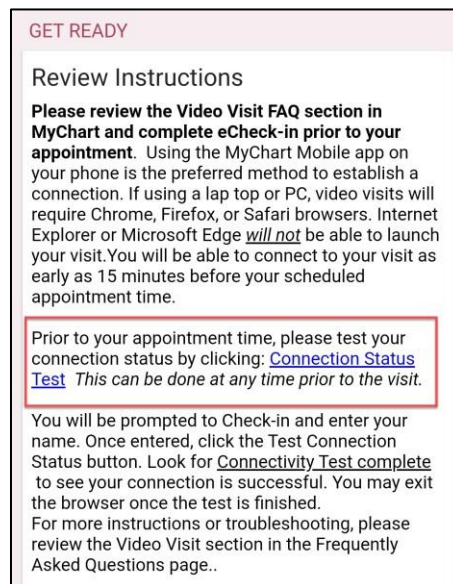 GET READY
Review Instructions
Please review the Video Visit FAQ section in
MyChart and complete eCheck-in prior to your
appointment. Using the MyChart Mobile app on
your phone is the preferred method to establish a
connection. If using a lap top or PC, video visits will
require Chrome, Firefox, or Safari browsers. Internet
Explorer or Microsoft Edge will not be able to launch
your visit.You will be able to connect to your visit as
early as 15 minutes before your scheduled
appointment time.
Prior to your appointment time, please test your
connection status by clicking: Connection Status
Test This can be done at any time prior to the visit.
You will be prompted to Check-in and enter your
name. Once entered, click the Test Connection
Status button. Look for Connectivity Test complete
to see your connection is successful. You may exit
the browser once the test is finished.
For more instructions or troubleshooting, please
review the Video Visit section in the Frequently
Asked Questions page..